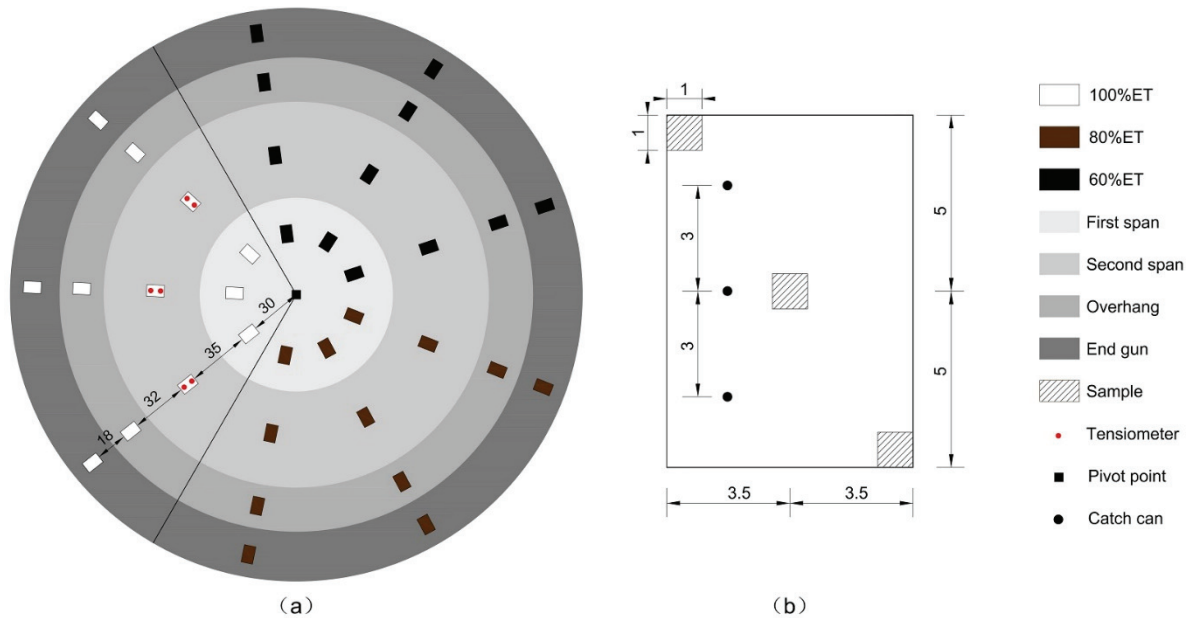 30
35
32
18
（a）
1
1
3
3
5
5
3.5
3.5
（b）
100%ET
80%ET
60%ET
First span
Second span
Overhang
End gun
Sample
Tensiometer
Pivot point
Catch can